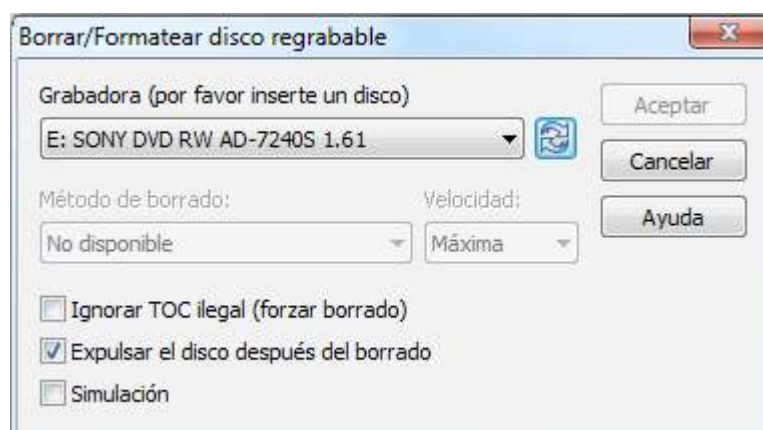 Borrar/Formatear disco regrabable
Grabadora (por favor inserte un disco)
Aceptar
E: SONY DVD RW AD-7240S 1.61
Cancelar
Método de borrado:
Velocidad:
Ayuda
No disponible
Máxima
Ignorar TOC ilegal (forzar borrado)
Expulsar el disco después del borrado
Simulación